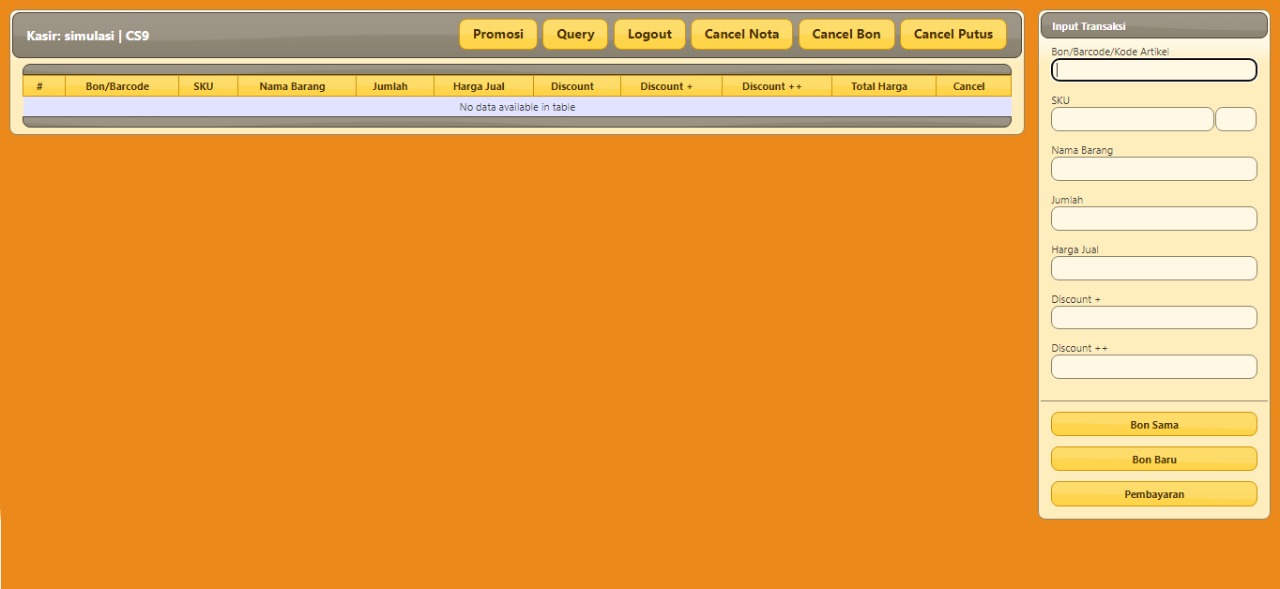 Kasir: simulasi | CS9
Promosi
Query
Logout
Cancel Nota
Cancel Bon
Cancel Putus
# Bon/Barcode SKU Nama Barang Jumlah Harga Jual Discount Discount + Discount ++ Total Harga Cancel
No data available in table
Input Transaksi
Bon/Barcode/Kode Artikel
SKU
Nama Barang
Jumlah
Harga Jual
Discount +
Discount ++
Bon Sama
Bon Baru
Pembayaran